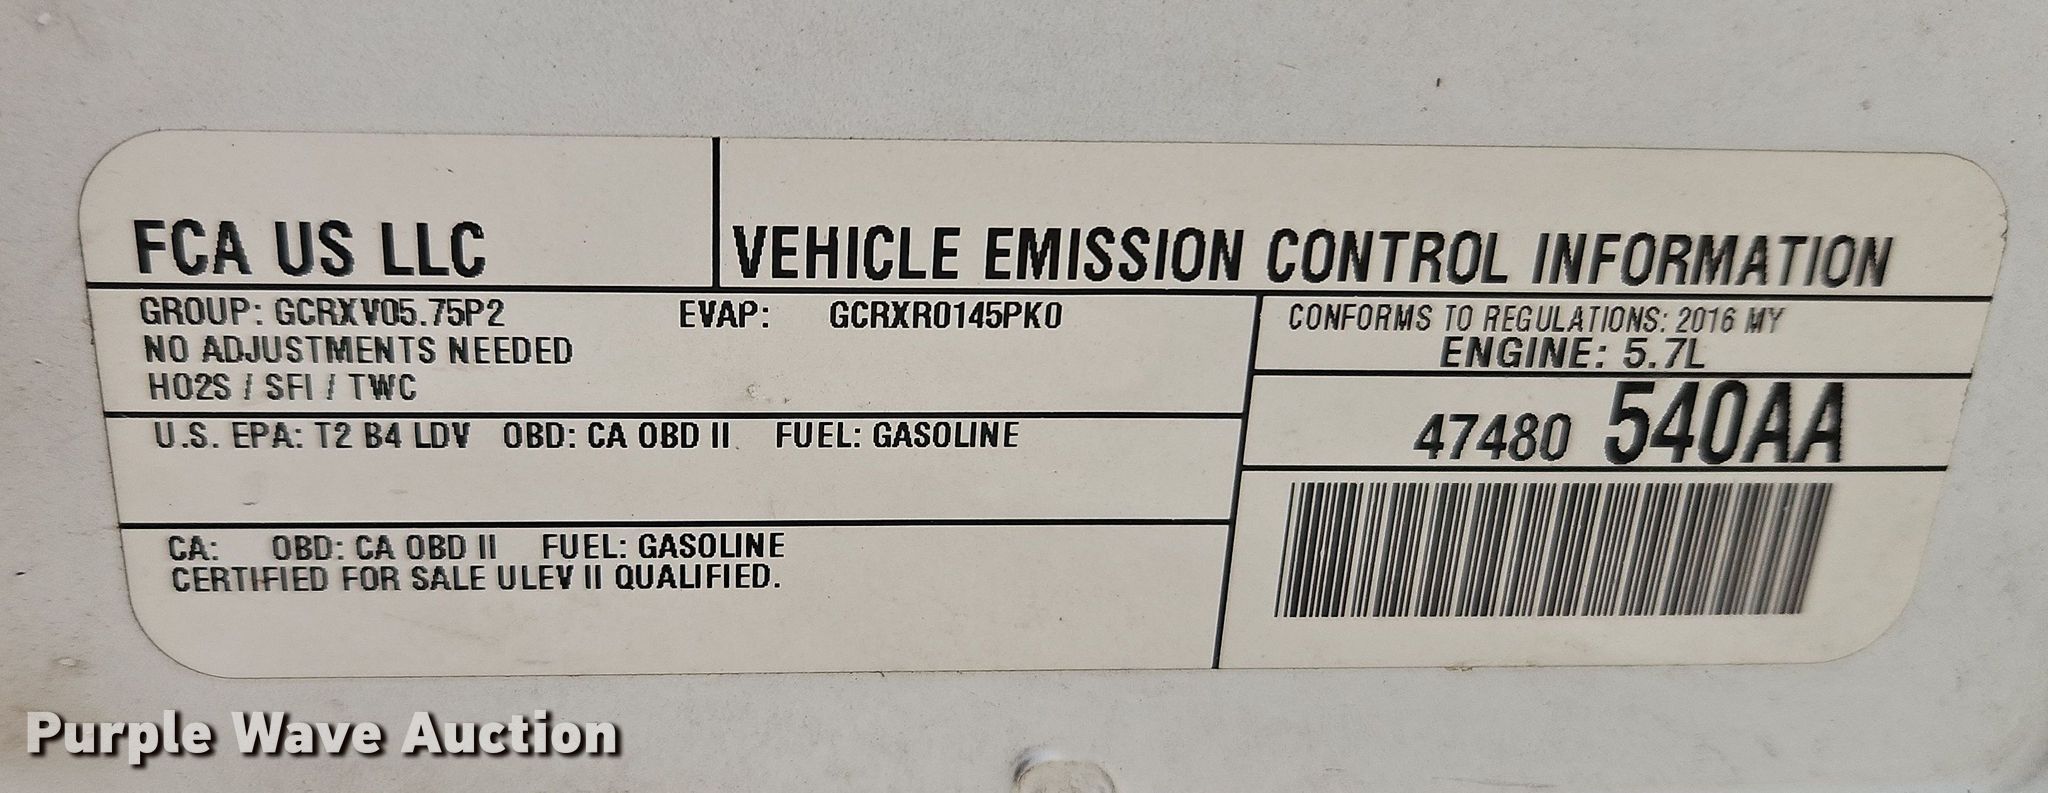 FCA US LLC
VEHICLE EMISSION CONTROL INFORMATION
GROUP: GCRXV05.75P2 EVAP: GCRXR0145PK0
NO ADJUSTMENTS NEEDED
HO2S / SFI / TWC
CONFORMS TO REGULATIONS: 2016 MY
ENGINE: 5.7L
47480 540AA
U.S. EPA: T2 B4 LDV OBD: CA OBD II FUEL: GASOLINE
CA: OBD: CA OBD II FUEL: GASOLINE
CERTIFIED FOR SALE ULEV II QUALIFIED.
Purple Wave Auction